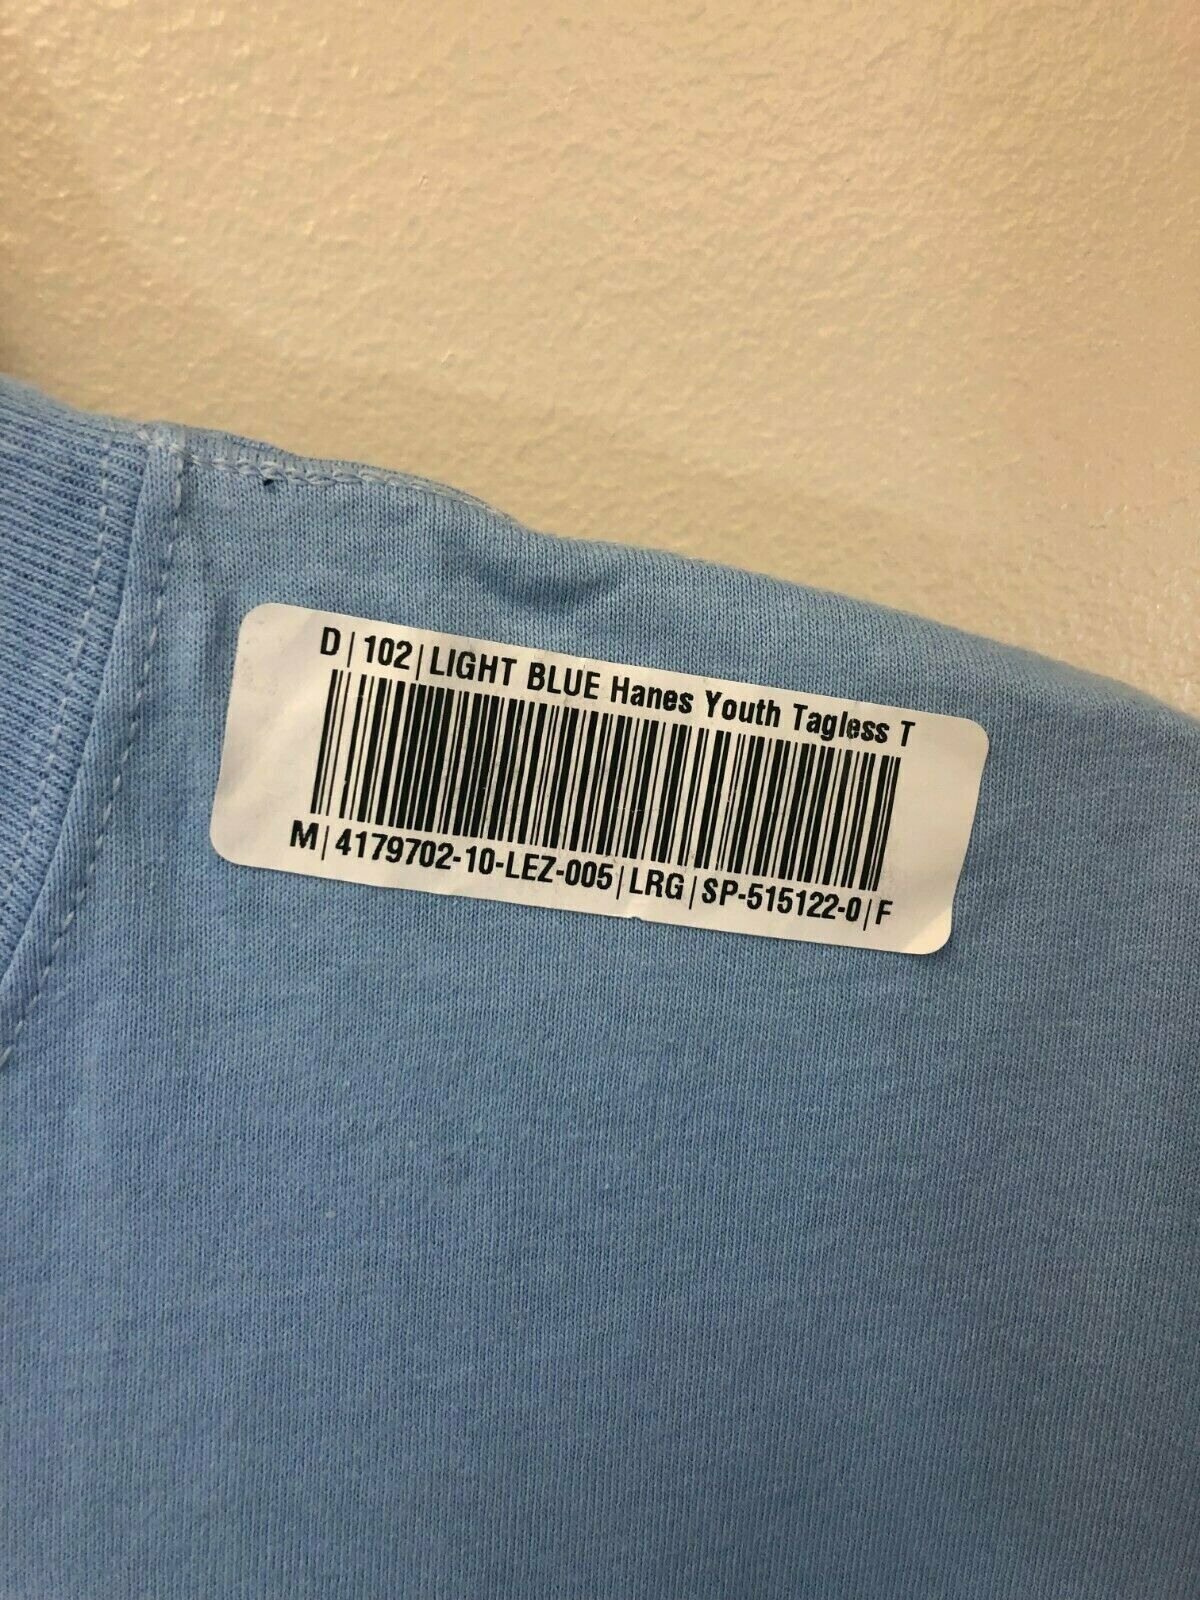 D | 102 | LIGHT BLUE Hanes Youth Tagless T
M | 4179702-10-LEZ-005 | LRG | SP-515122-0 | F